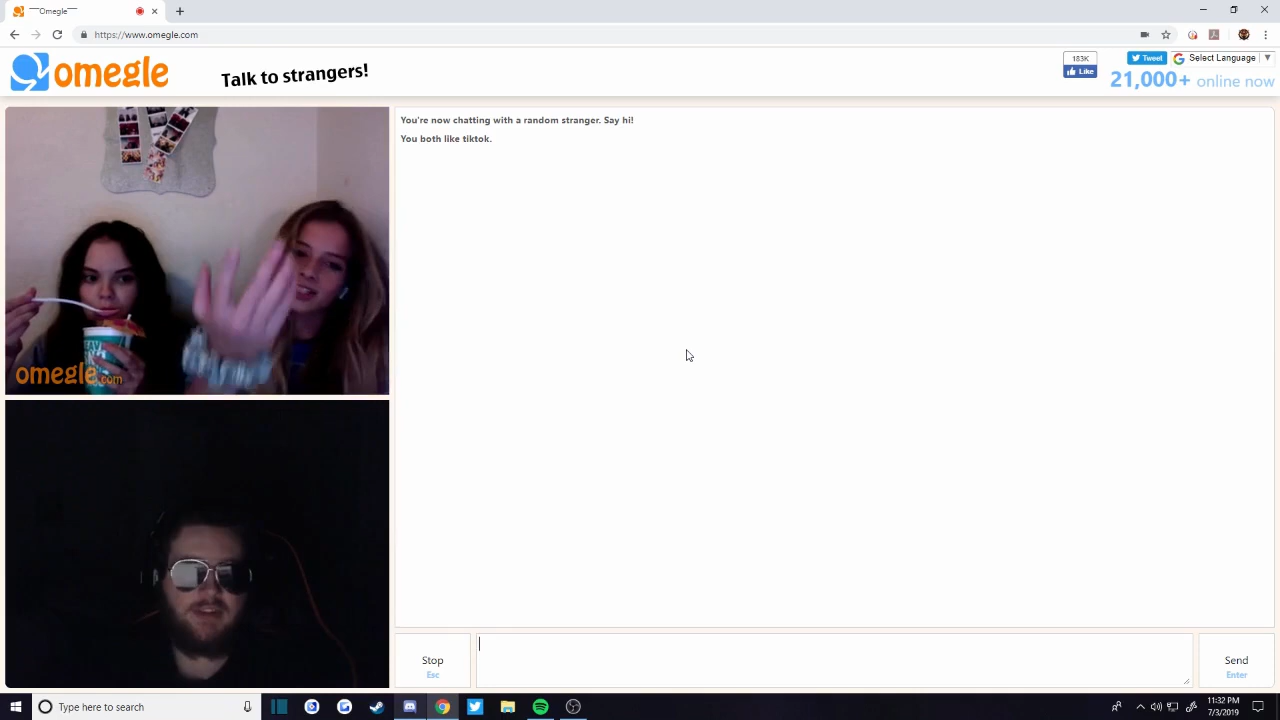 Omegle
https://www.omegle.com
omegle
Talk to strangers!
183K
Like
Tweet
Select Language
21,000+ online now
You're now chatting with a random stranger. Say hi!
You both like tiktok.
omegle.com
Stop
Esc
Send
Enter
Type here to search
11:32 PM
7/3/2019